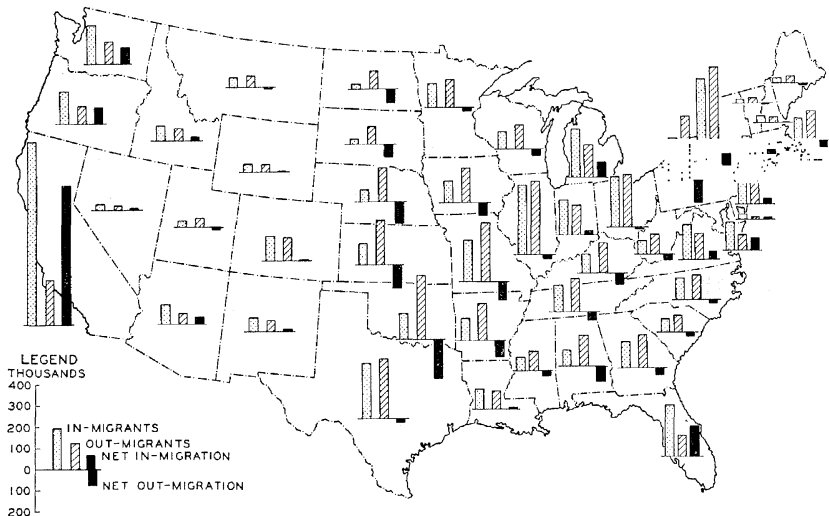 LEGEND
THOUSANDS
400
300
200
100
0
100
200
IN-MIGRANTS
OUT-MIGRANTS
NET IN-MIGRATION
NET OUT-MIGRATION